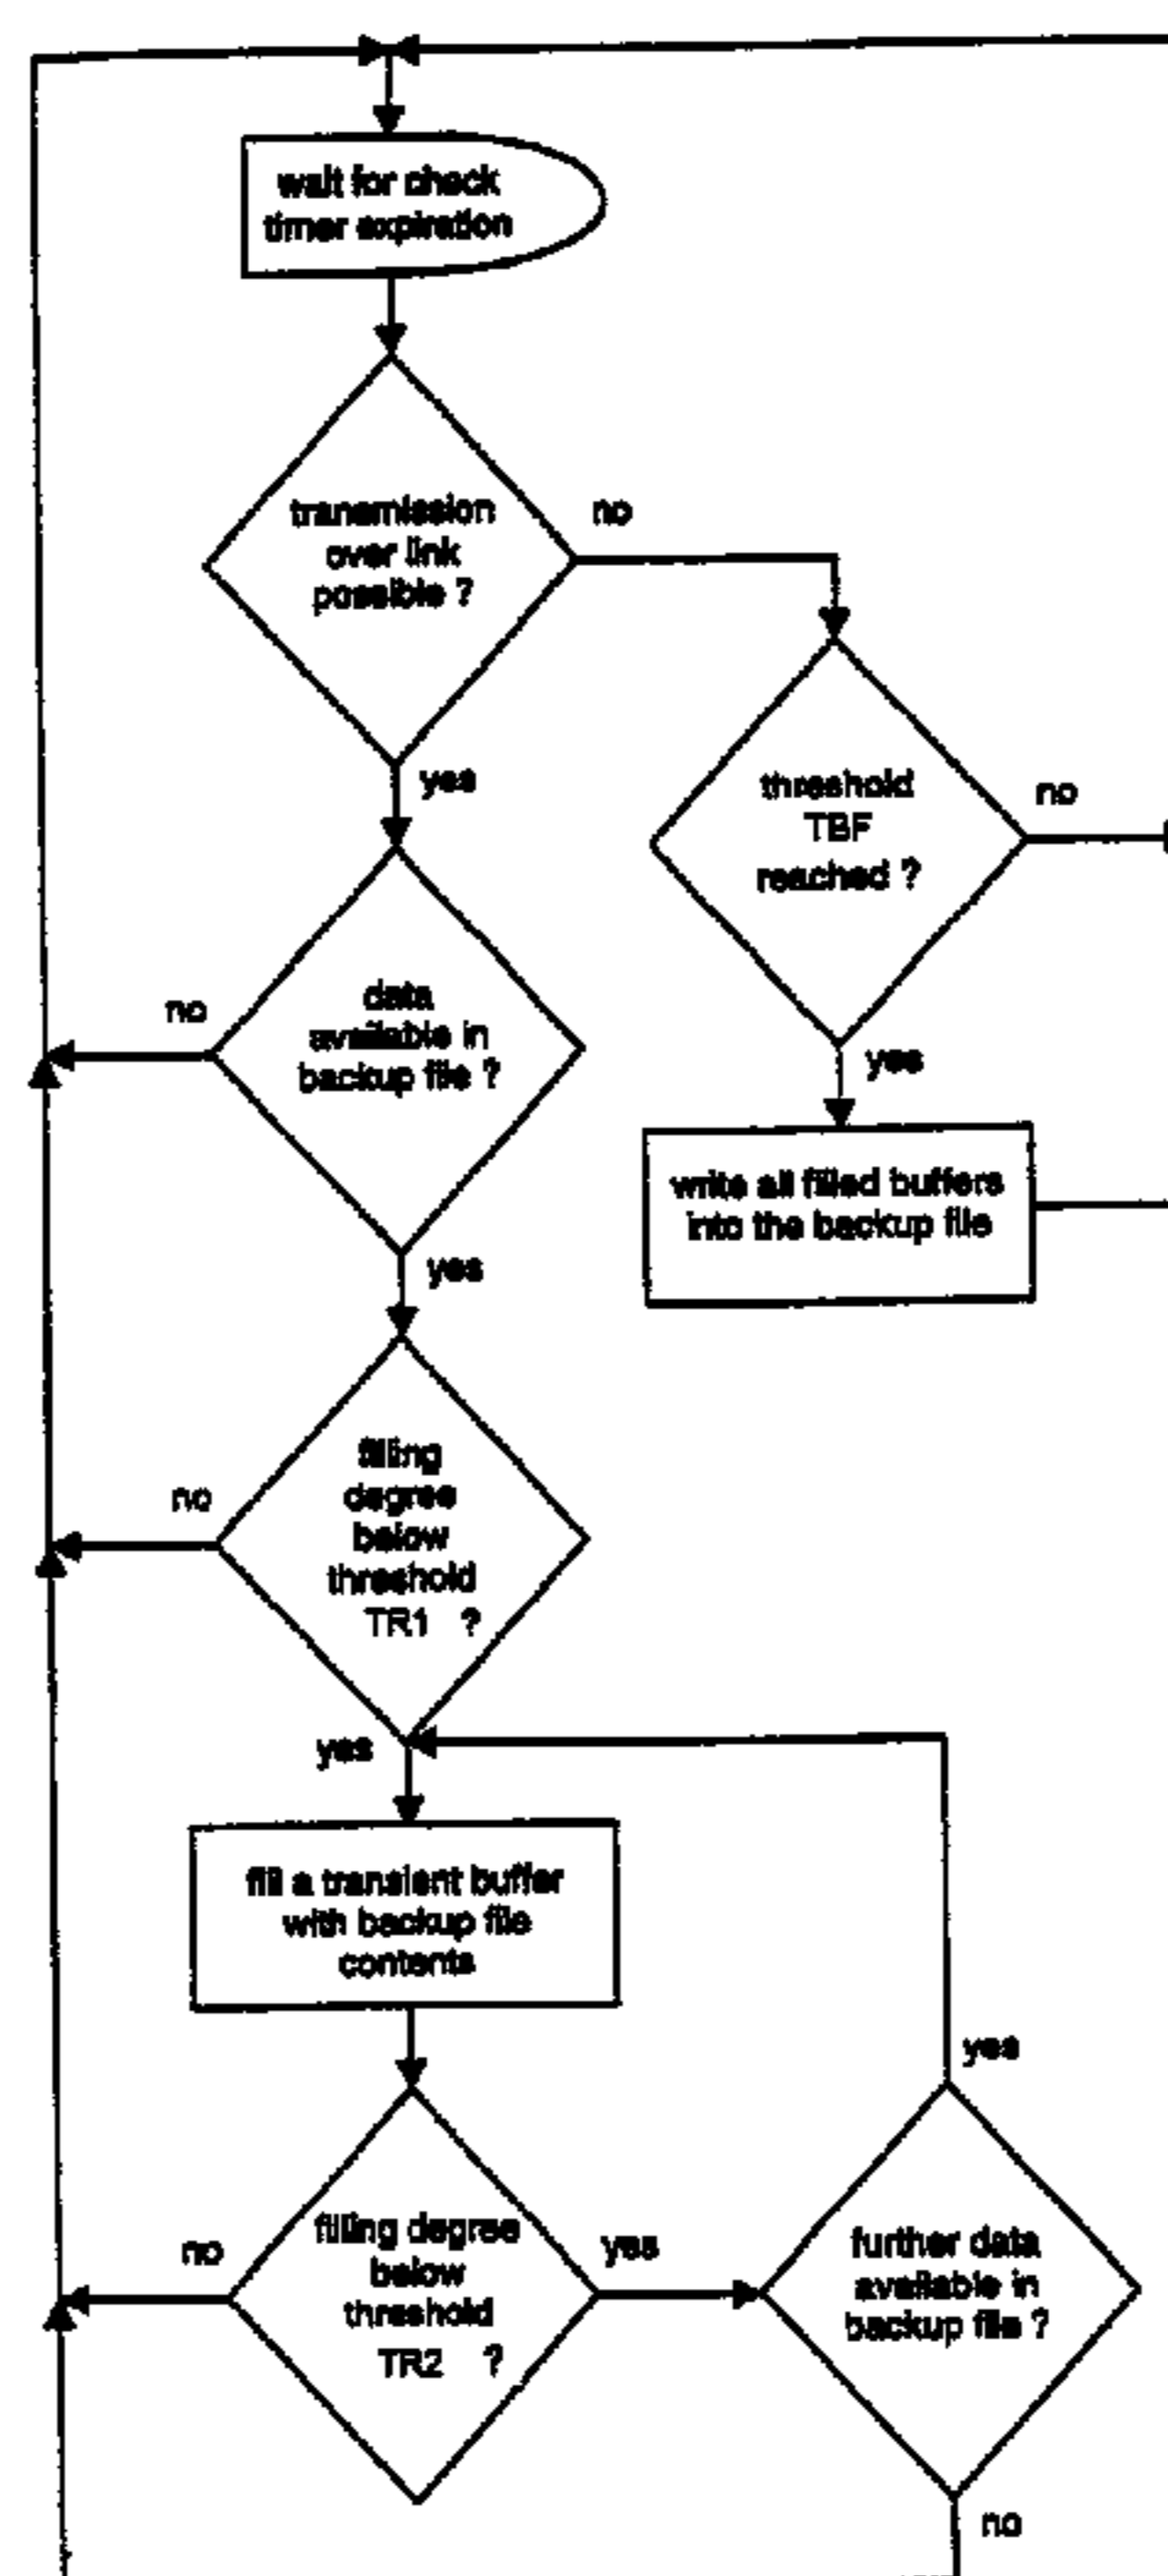 wait for check
timer expiration
transmission
over link
possible ?
no
yes
threshold
TBF
reached ?
no
yes
data
available in
backup file ?
no
yes
write all filled buffers
into the backup file
filling
degree
below
threshold
TR1 ?
no
yes
fill a transient buffer
with backup file
contents
filling degree
below
threshold
TR2 ?
no
yes
further data
available in
backup file ?
yes
no